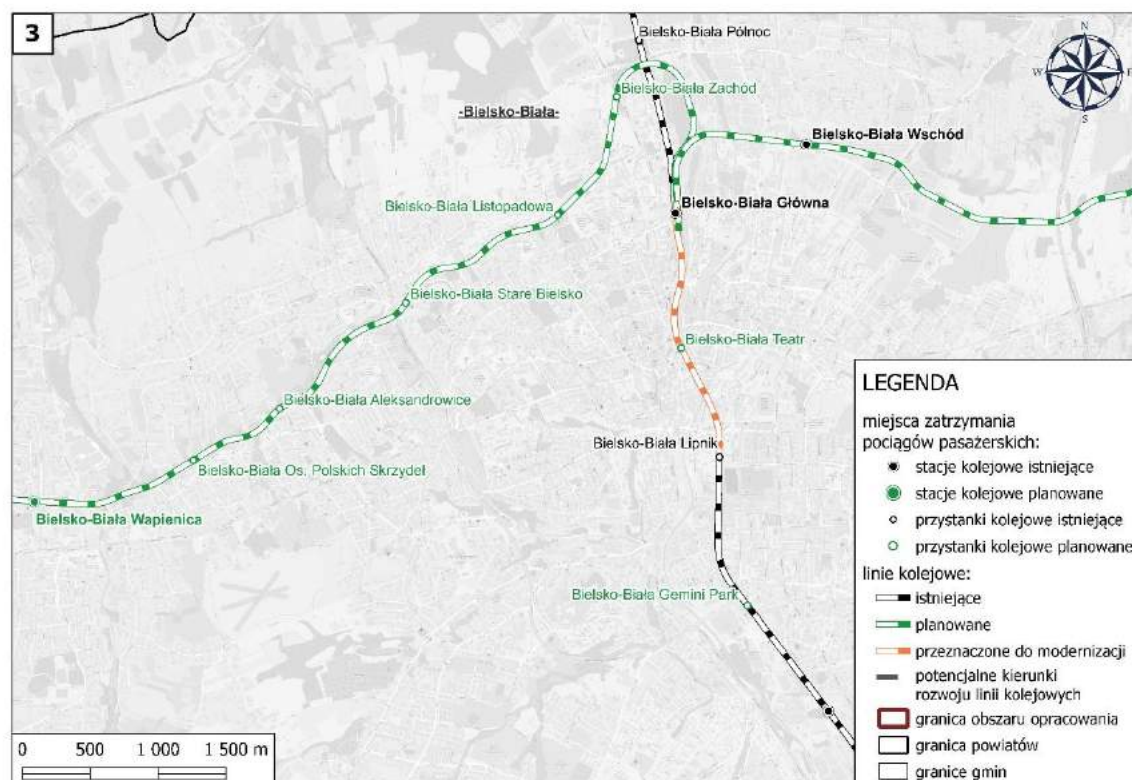 3
Bielsko-Biała Północ
N
W
E
S
Bielsko-Biała Zachód
-Bielsko-Biała-
Bielsko-Biała Wschód
Bielsko-Biała Listopadowa
Bielsko-Biała Główna
Bielsko-Biała Stare Bielsko
Bielsko-Biała Teatr
Bielsko-Biała Aleksandrowice
Bielsko-Biała Lipnik
Bielsko-Biała Os. Polskich Skrzydeł
Bielsko-Biała Wapienica
Bielsko-Biała Gemini Park
LEGENDA
miejsca zatrzymania
pociągów pasażerskich:
stacje kolejowe istniejące
stacje kolejowe planowane
przystanki kolejowe istniejące
przystanki kolejowe planowane
linie kolejowe:
istniejące
planowane
przeznaczone do modernizacji
potencjalne kierunki
rozwoju linii kolejowych
granica obszaru opracowania
granica powiatów
granice gmin
0 500 1 000 1 500 m